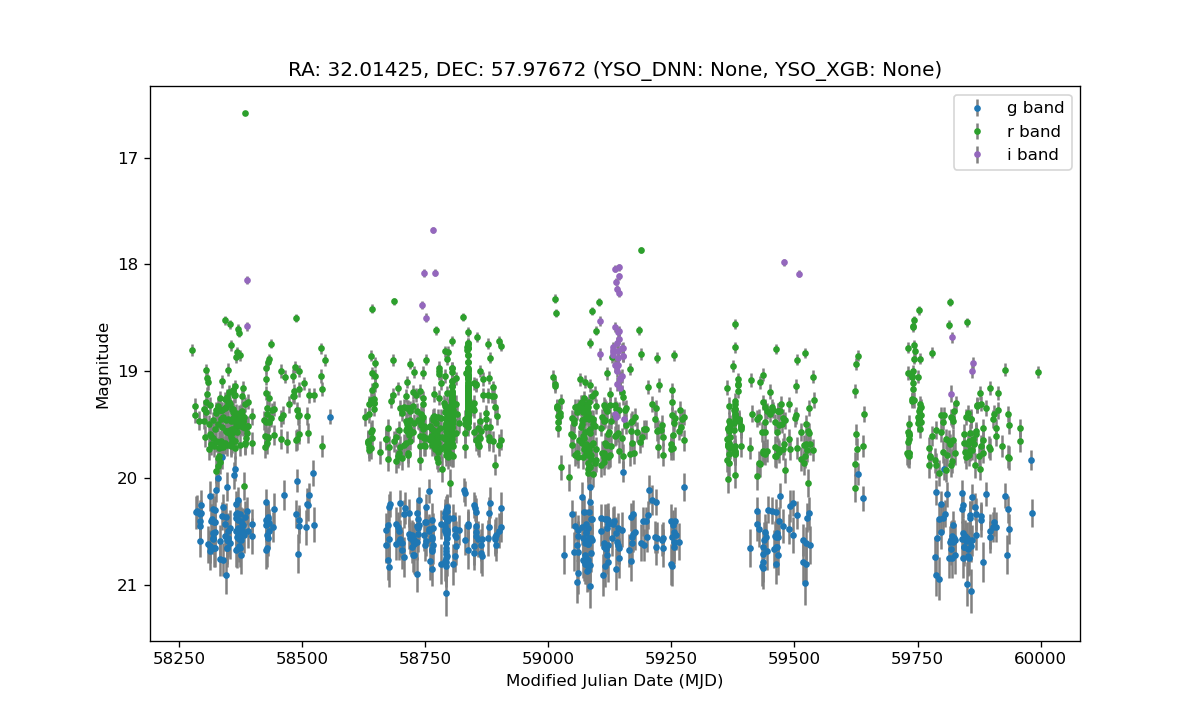 RA: 32.01425, DEC: 57.97672 (YSO_DNN: None, YSO_XGB: None)
g band
r band
i band
17
18
19
20
21
Magnitude
58250 58500 58750 59000 59250 59500 59750 60000
Modified Julian Date (MJD)